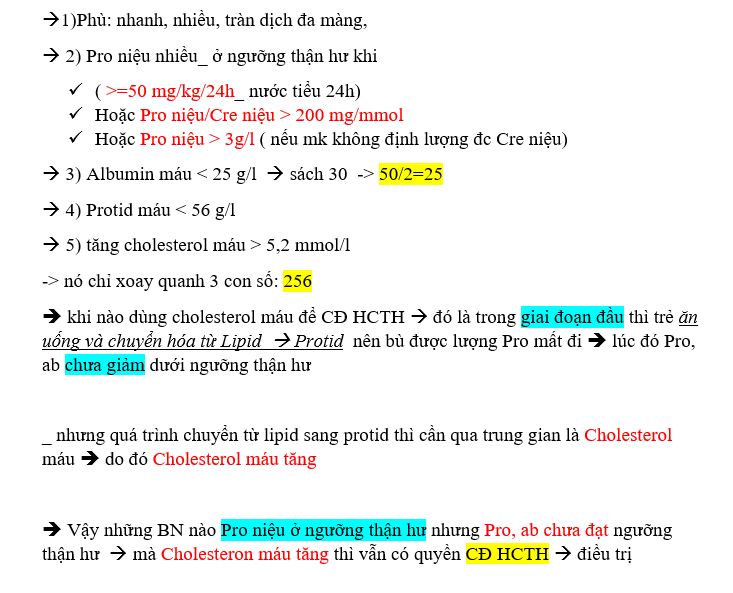 →1)Phù: nhanh, nhiều, tràn dịch đa màng,
→ 2) Pro niệu nhiều_ ở ngưỡng thận hư khi
✓ ( >=50 mg/kg/24h_ nước tiểu 24h)
✓ Hoặc Pro niệu/Cre niệu > 200 mg/mmol
✓ Hoặc Pro niệu > 3g/l ( nếu mk không định lượng đc Cre niệu)
→ 3) Albumin máu < 25 g/l → sách 30 -> 50/2=25
→ 4) Protid máu < 56 g/l
→ 5) tăng cholesterol máu > 5,2 mmol/l
-> nó chỉ xoay quanh 3 con số: 256
➔ khi nào dùng cholesterol máu để CĐ HCTH → đó là trong giai đoạn đầu thì trẻ ăn
uống và chuyển hóa từ Lipid → Protid nên bù được lượng Pro mất đi ➔ lúc đó Pro,
ab chưa giảm dưới ngưỡng thận hư
_ nhưng quá trình chuyển từ lipid sang protid thì cần qua trung gian là Cholesterol
máu ➔ do đó Cholesterol máu tăng
➔ Vậy những BN nào Pro niệu ở ngưỡng thận hư nhưng Pro, ab chưa đạt ngưỡng
thận hư → mà Cholesteron máu tăng thì vẫn có quyền CĐ HCTH → điều trị